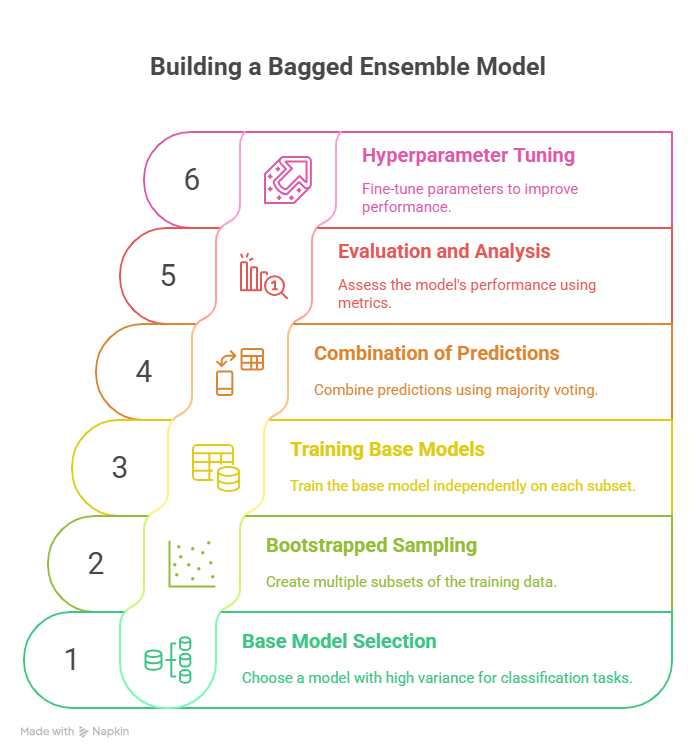 Building a Bagged Ensemble Model
6
Hyperparameter Tuning
Fine-tune parameters to improve
performance.
5
1
Evaluation and Analysis
Assess the model's performance using
metrics.
4
Combination of Predictions
Combine predictions using majority voting.
3
Training Base Models
Train the base model independently on each subset.
2
Bootstrapped Sampling
Create multiple subsets of the training data.
1
Base Model Selection
Choose a model with high variance for classification tasks.
Made with Napkin